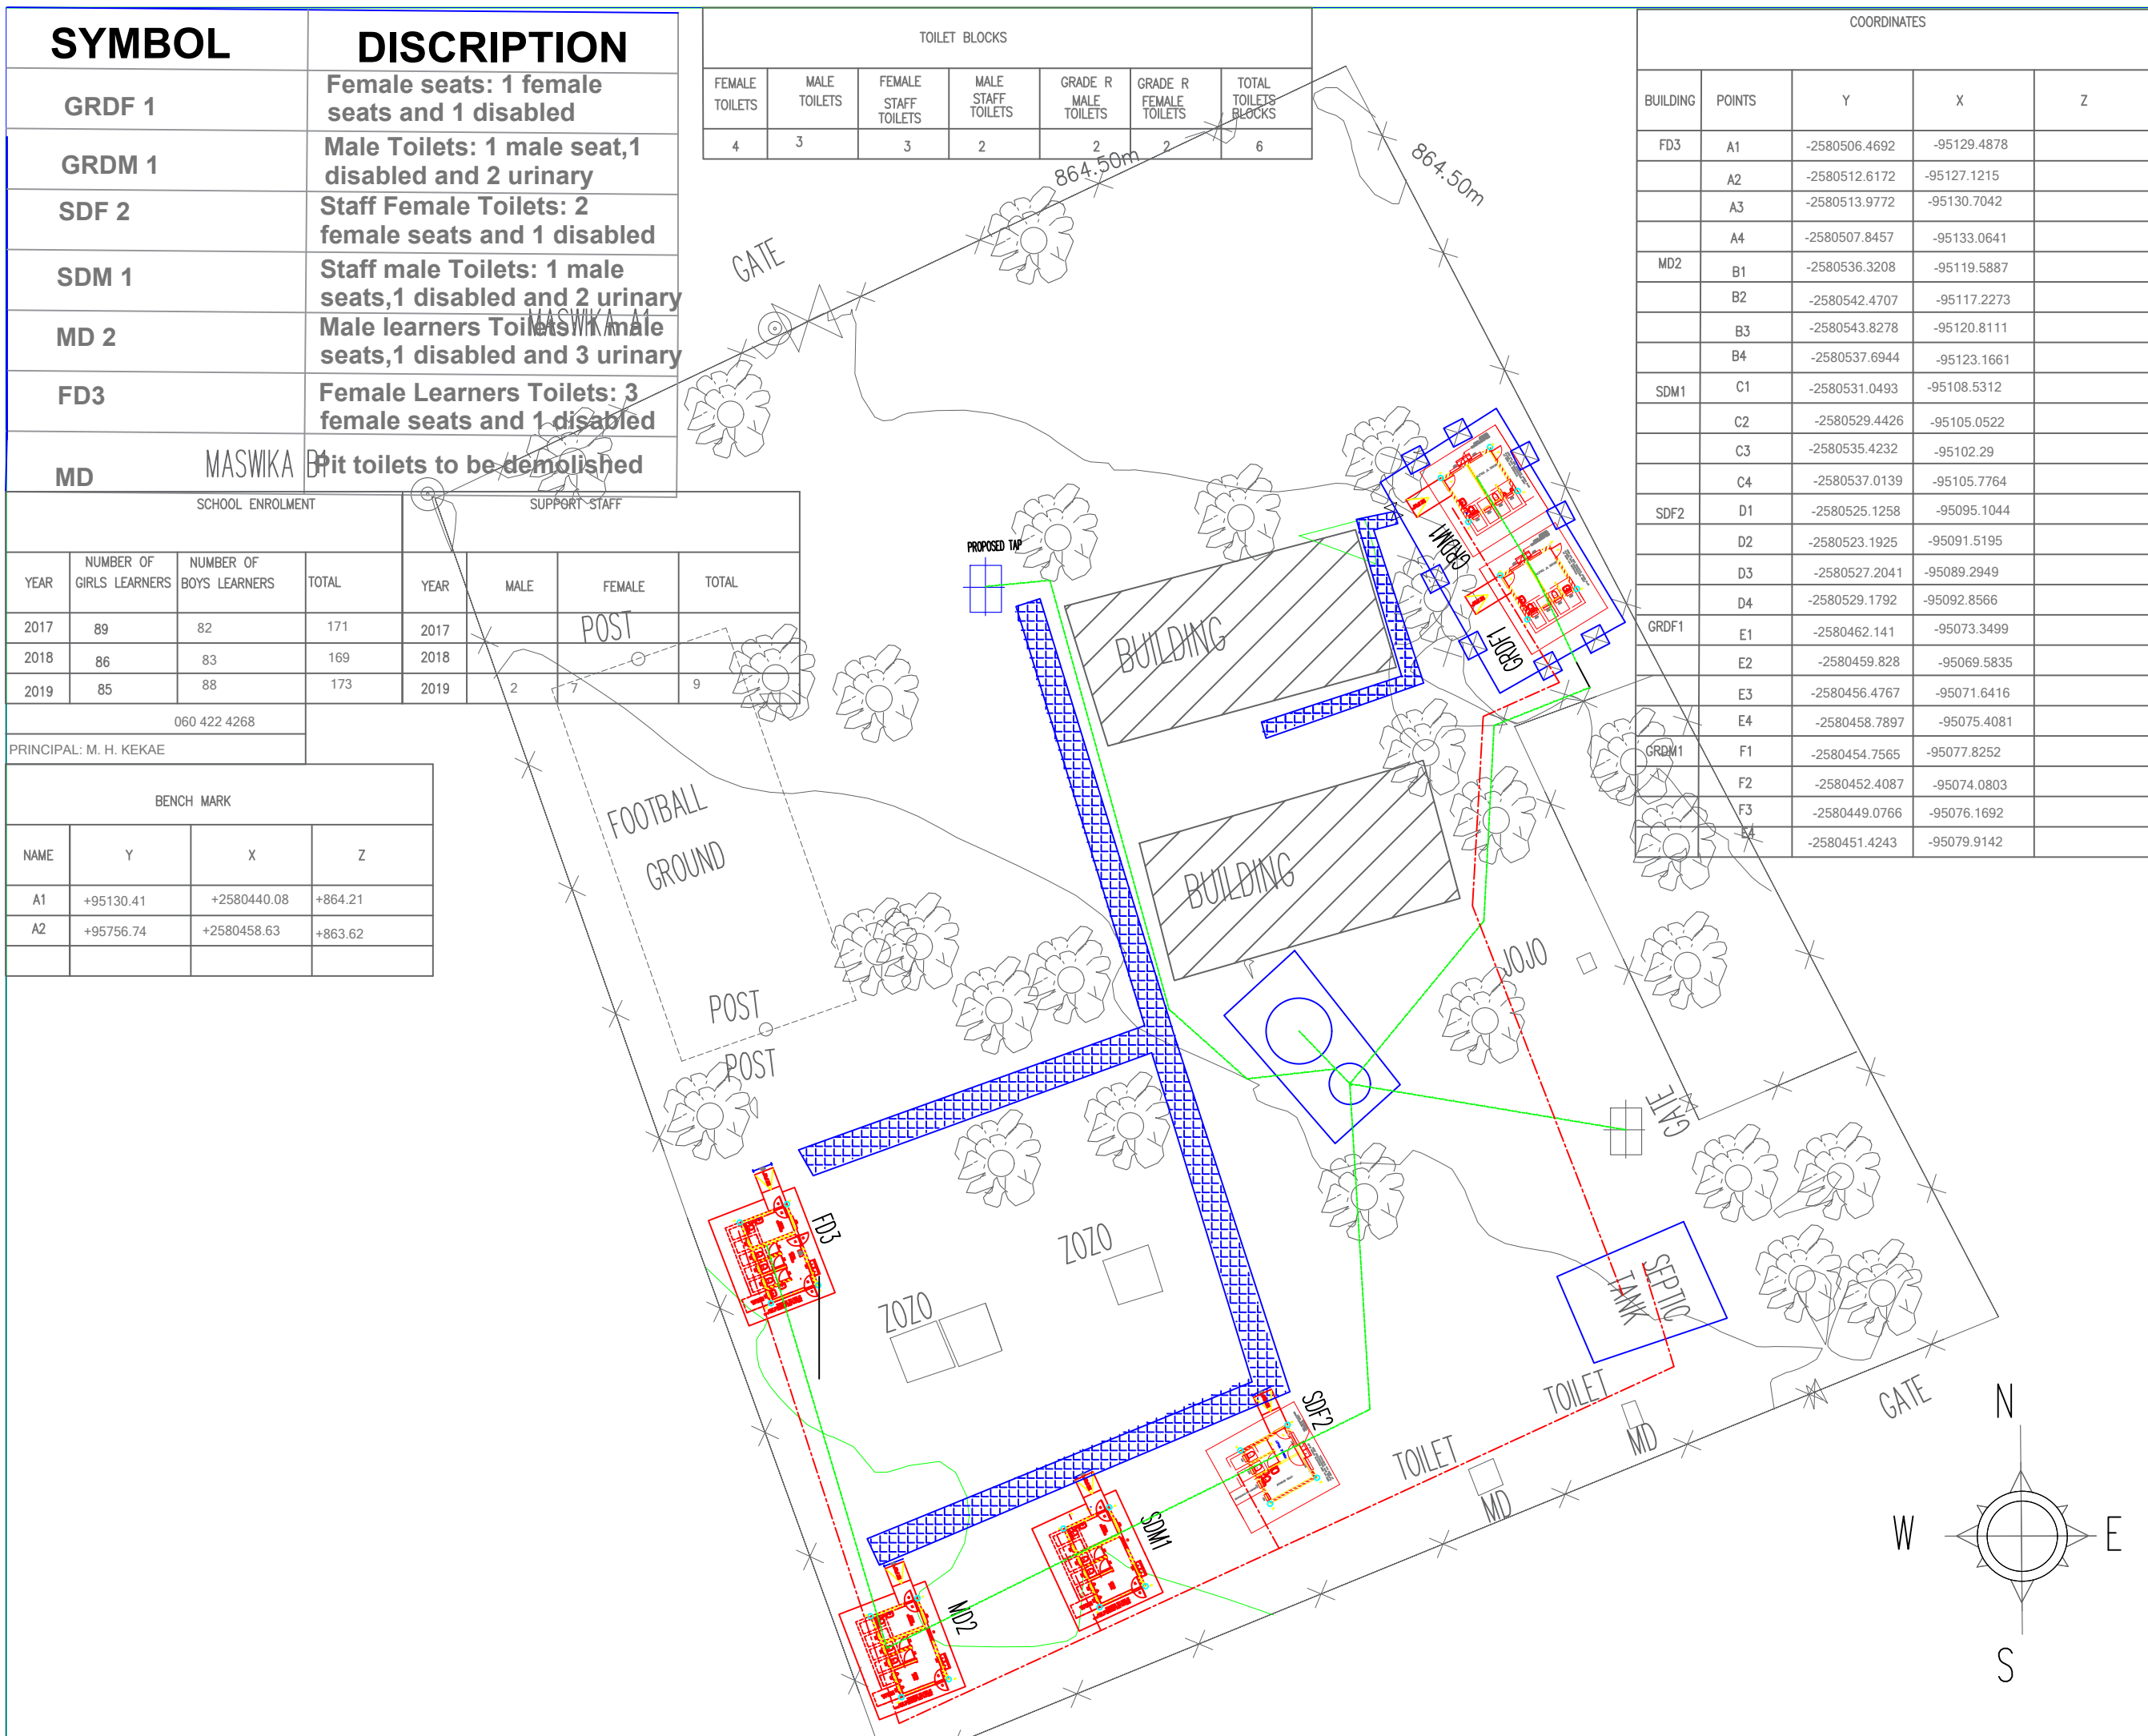 SYMBOL DISCRIPTION
GRDF 1 Female seats: 1 female
seats and 1 disabled
GRDM 1 Male Toilets: 1 male seat,1
disabled and 2 urinary
SDF 2 Staff Female Toilets: 2
female seats and 1 disabled
SDM 1 Staff male Toilets: 1 male
seats,1 disabled and 2 urinary
MD 2 Male learners Toilets: 1 male
seats,1 disabled and 3 urinary
FD3 Female Learners Toilets: 3
female seats and 1 disabled
MD Pit toilets to be demolished
MASWIKA A1
MASWIKA B1
TOILET BLOCKS
FEMALE TOILETS
MALE TOILETS
FEMALE STAFF TOILETS
MALE STAFF TOILETS
GRADE R MALE TOILETS
GRADE R FEMALE TOILETS
TOTAL TOILETS BLOCKS
4 3 3 2 2 2 6
SCHOOL ENROLMENT SUPPORT STAFF
YEAR
NUMBER OF GIRLS LEARNERS
NUMBER OF BOYS LEARNERS
TOTAL
YEAR MALE FEMALE TOTAL
2017 89 82 171 2017
2018 86 83 169 2018
2019 85 88 173 2019 2 7 9
060 422 4268
PRINCIPAL: M. H. KEKAE
BENCH MARK
NAME Y X Z
A1 +95130.41 +2580440.08 +864.21
A2 +95756.74 +2580458.63 +863.62
COORDINATES
BUILDING POINTS Y X Z
FD3 A1 -2580506.4692 -95129.4878
A2 -2580512.6172 -95127.1215
A3 -2580513.9772 -95130.7042
A4 -2580507.8457 -95133.0641
MD2 B1 -2580536.3208 -95119.5887
B2 -2580542.4707 -95117.2273
B3 -2580543.8278 -95120.8111
B4 -2580537.6944 -95123.1661
SDM1 C1 -2580531.0493 -95108.5312
C2 -2580529.4426 -95105.0522
C3 -2580535.4232 -95102.29
C4 -2580537.0139 -95105.7764
SDF2 D1 -2580525.1258 -95095.1044
D2 -2580523.1925 -95091.5195
D3 -2580527.2041 -95089.2949
D4 -2580529.1792 -95092.8566
GRDF1 E1 -2580462.141 -95073.3499
E2 -2580459.828 -95069.5835
E3 -2580456.4767 -95071.6416
E4 -2580458.7897 -95075.4081
GRDM1 F1 -2580454.7565 -95077.8252
F2 -2580452.4087 -95074.0803
F3 -2580449.0766 -95076.1692
E4 -2580451.4243 -95079.9142
864.50m
864.50m
GATE
PROPOSED TAP
BUILDING
GRDM1
GRDF1
POST
FOOTBALL
GROUND
BUILDING
JOJO
POST
POST
GATE
FD3
ZOZO
ZOZO
SEPTIC
TANK
SDF2
TOILET
MD
TOILET
MD
GATE
SDM1
MD2
N
W E
S